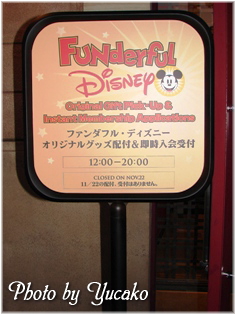 FUNderful
Disney
Original Gift Pick-Up &
Instant Membership Applications
ファンダフル・ディズニー
オリジナルグッズ配付&即時入会受付
12:00-20:00
CLOSED ON NOV.22
11/22の配付、受付はありません。
Photo by Yucako